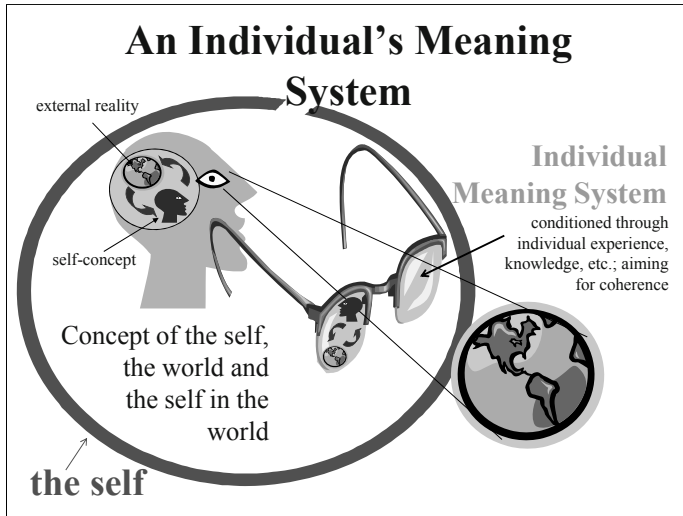 An Individual's Meaning
System
external reality
Individual
Meaning System
conditioned through
individual experience,
knowledge, etc.; aiming
for coherence
self-concept
Concept of the self,
the world and
the self in the
world
the self